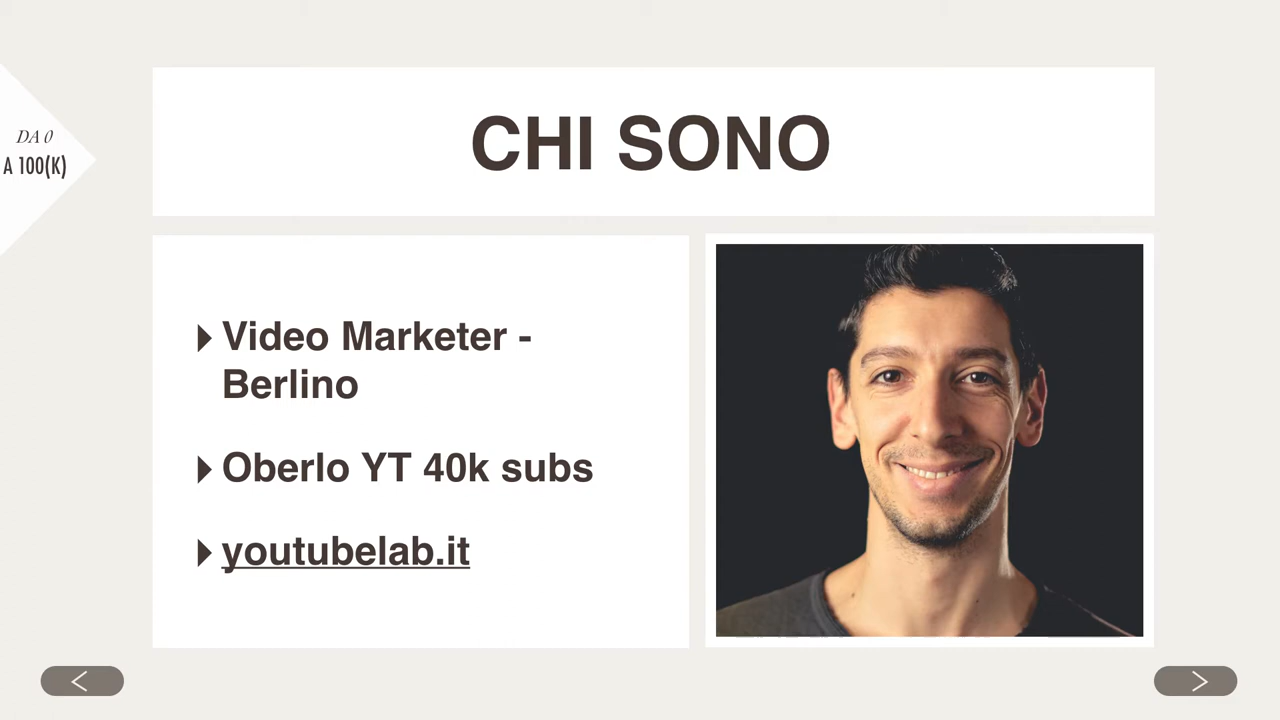 DA 0
A 100(K)
CHI SONO
Video Marketer -
Berlino
Oberlo YT 40k subs
youtubelab.it